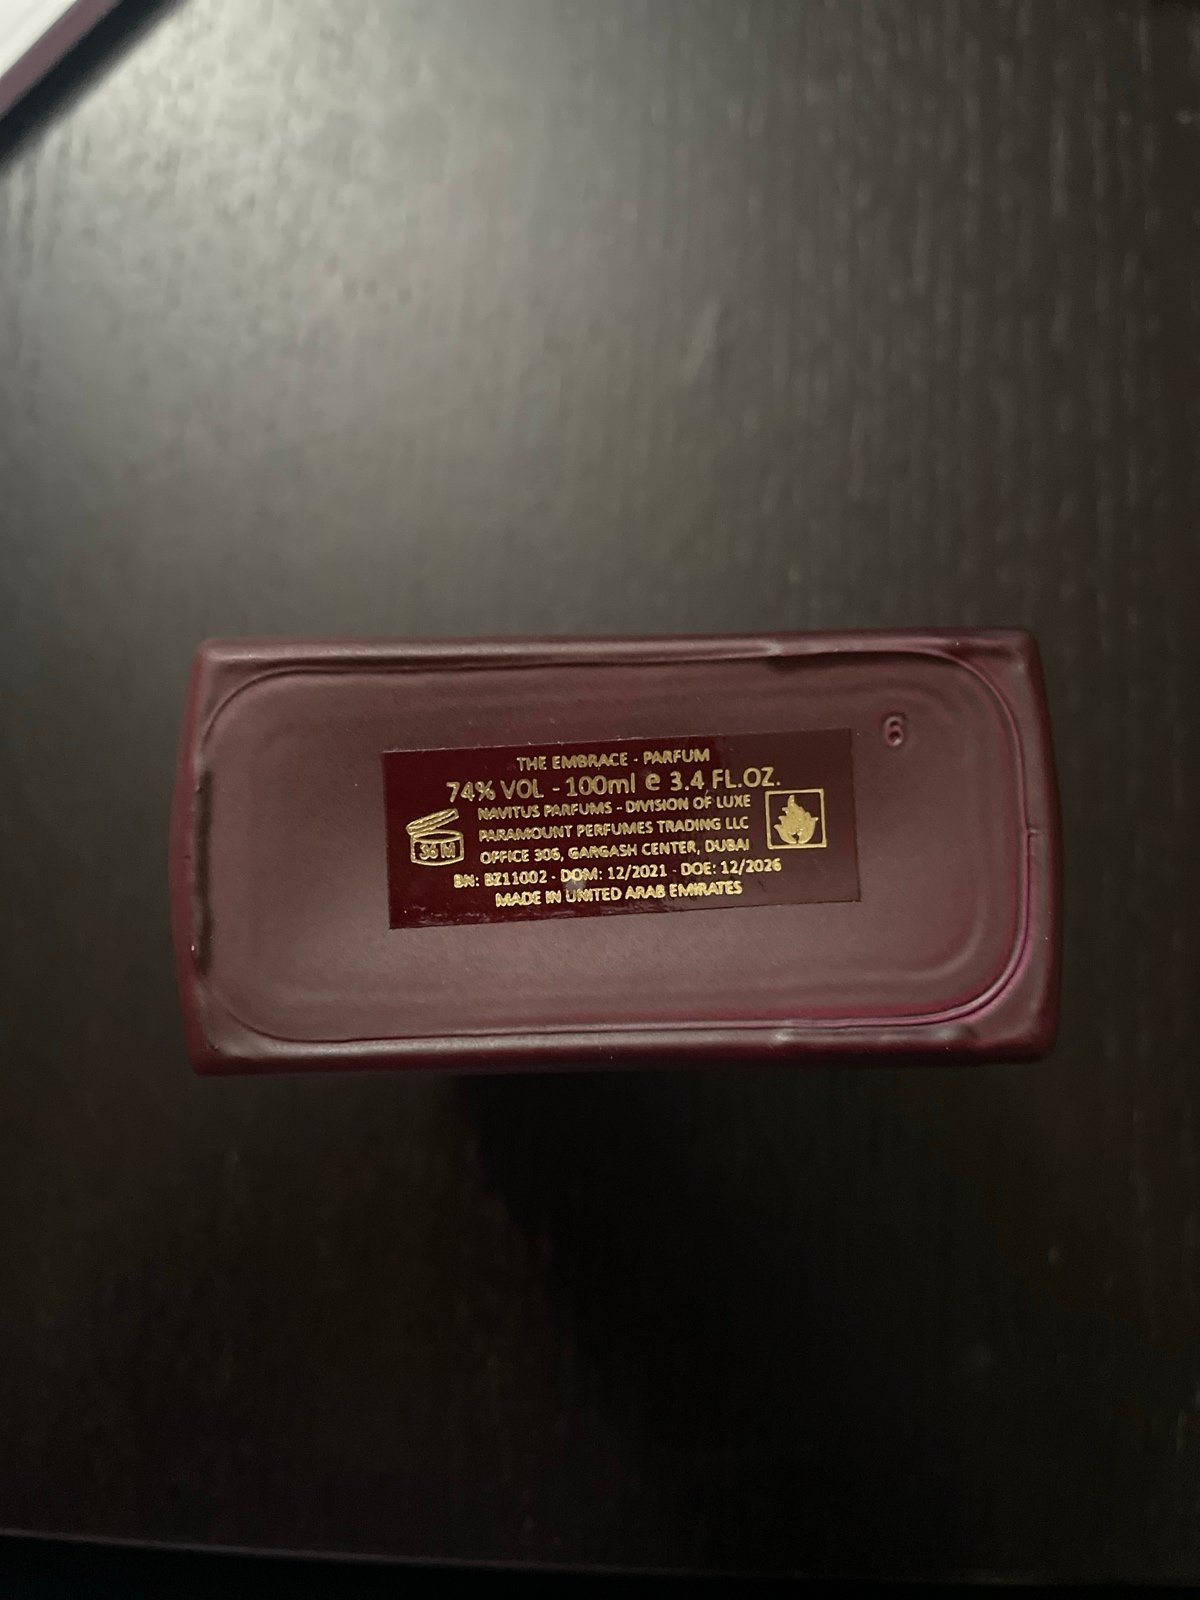 6
THE EMBRACE - PARFUM
74% VOL - 100ml e 3.4 FL.OZ.
NAVITUS PARFUMS - DIVISION OF LUXE
PARAMOUNT PERFUMES TRADING LLC
OFFICE 306, GARGASH CENTER, DUBAI
36 M
BN: BZ11002 - DOM: 12/2021 - DOE: 12/2026
MADE IN UNITED ARAB EMIRATES